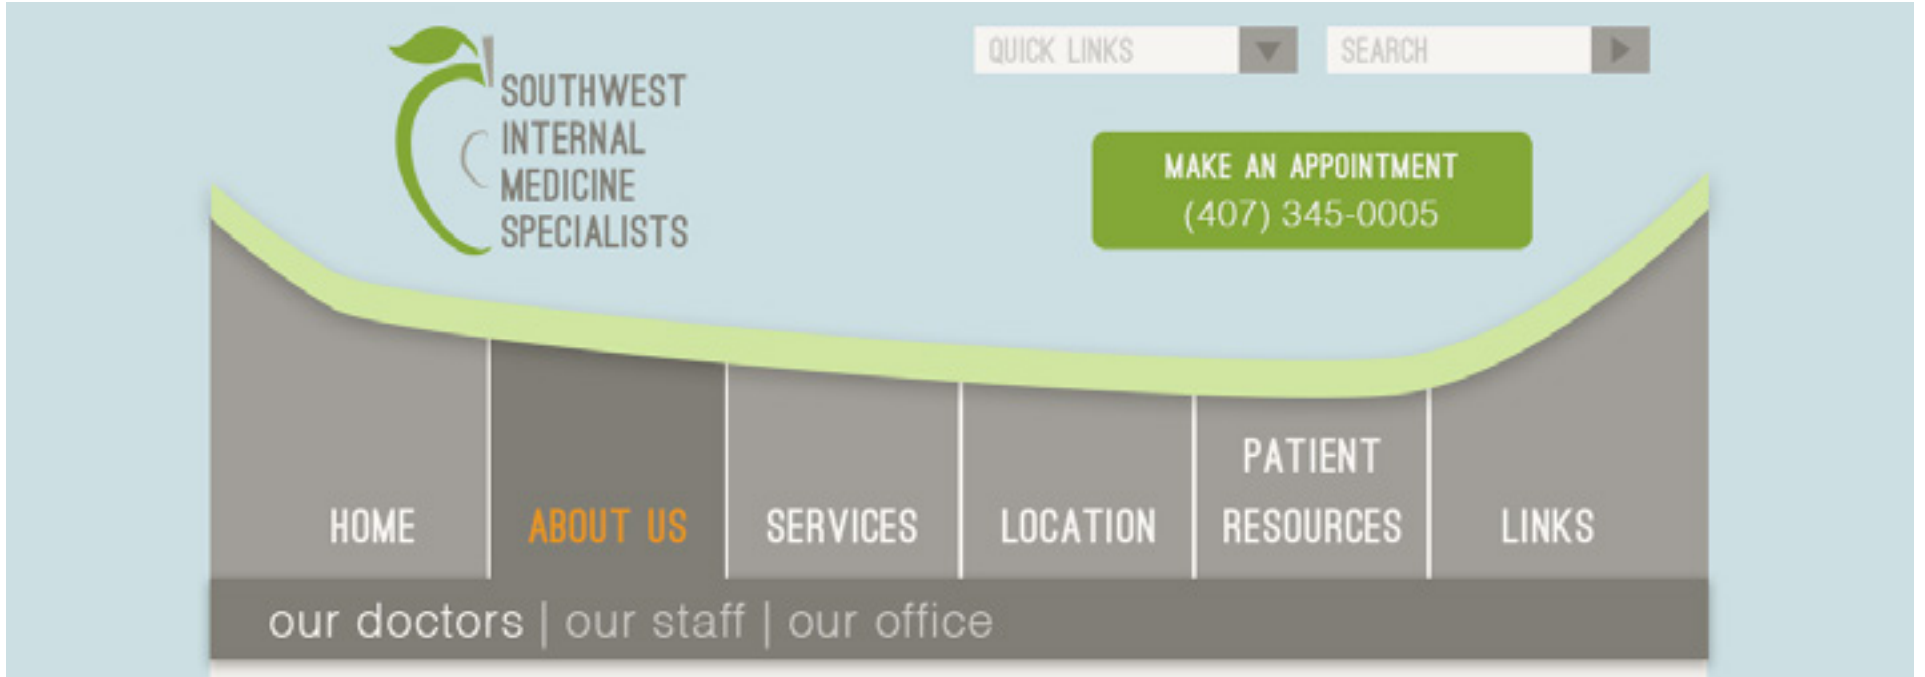 SOUTHWEST
INTERNAL
MEDICINE
SPECIALISTS
QUICK LINKS
SEARCH
MAKE AN APPOINTMENT
(407) 345-0005
HOME
ABOUT US
SERVICES
LOCATION
PATIENT
RESOURCES
LINKS
our doctors | our staff | our office